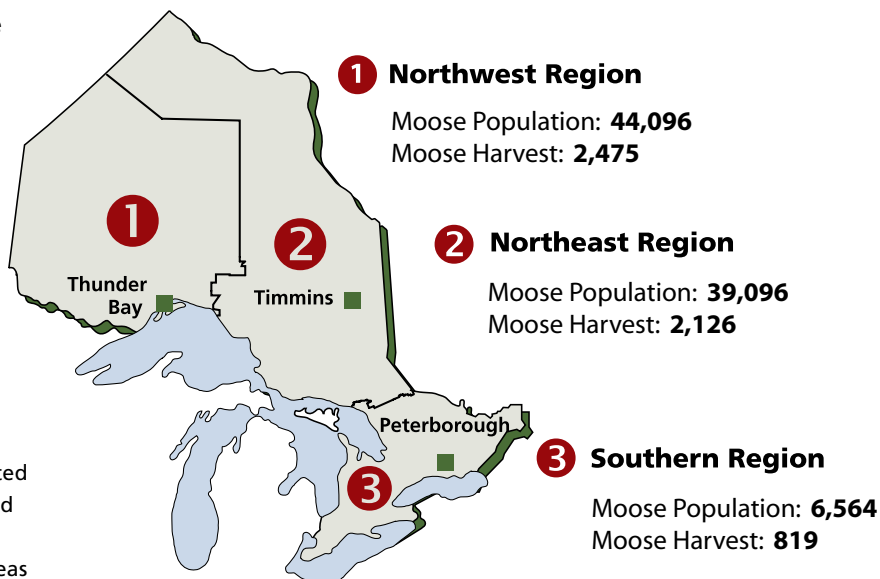 1 Northwest Region
Moose Population: 44,096
Moose Harvest: 2,475
1
2
2 Northeast Region
Thunder
Bay
Timmins
Moose Population: 39,096
Moose Harvest: 2,126
Peterborough
3
3 Southern Region
Moose Population: 6,564
Moose Harvest: 819